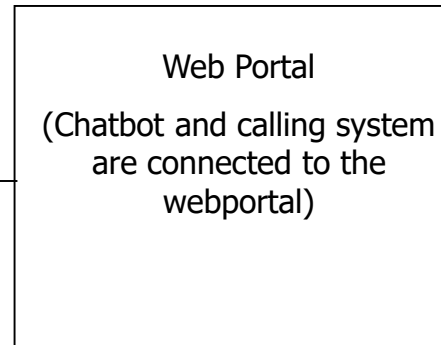 Web Portal
(Chatbot and calling system
are connected to the
webportal)